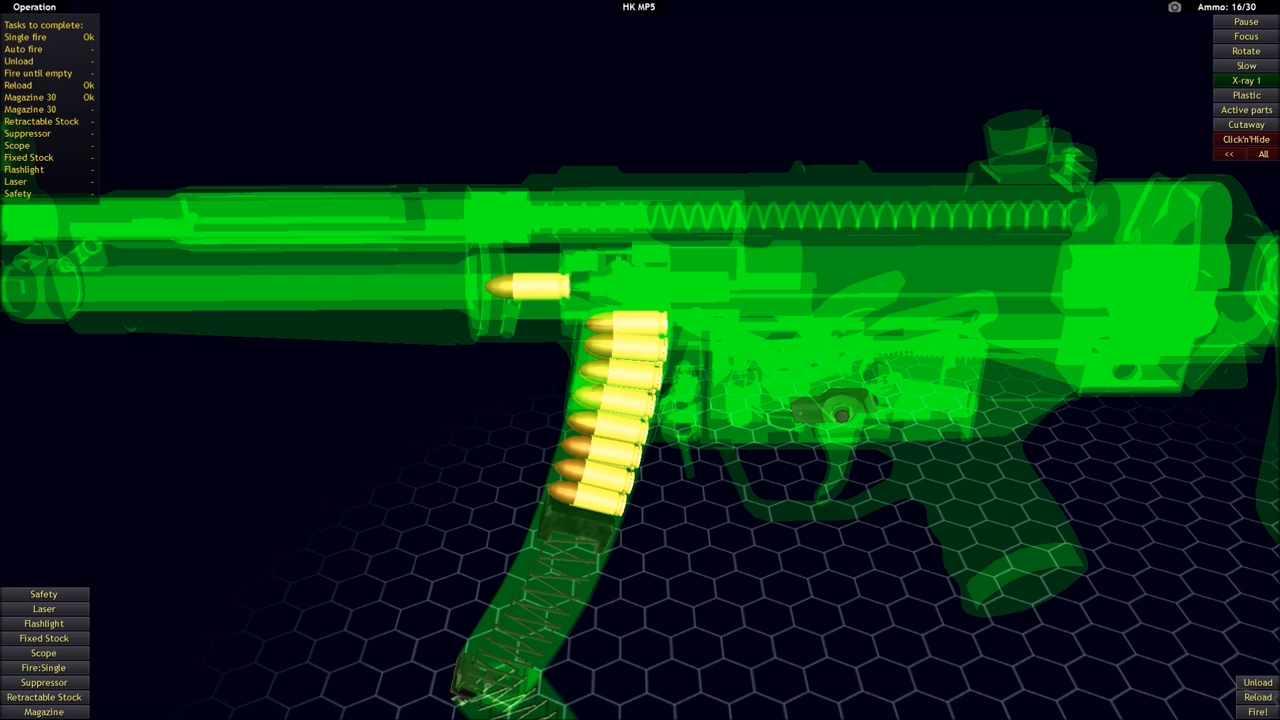 Operation
HK MP5
Ammo: 16/30
Tasks to complete:
Single fire Ok
Auto fire -
Unload -
Fire until empty -
Reload Ok
Magazine 30 Ok
Magazine 30 -
Retractable Stock -
Suppressor -
Scope -
Fixed Stock -
Flashlight -
Laser -
Safety -
Pause
Focus
Rotate
Slow
X-ray 1
Plastic
Active parts
Cutaway
Click'n'Hide
<< All
Safety
Laser
Flashlight
Fixed Stock
Scope
Fire:Single
Suppressor
Retractable Stock
Magazine
Unload
Reload
Fire!